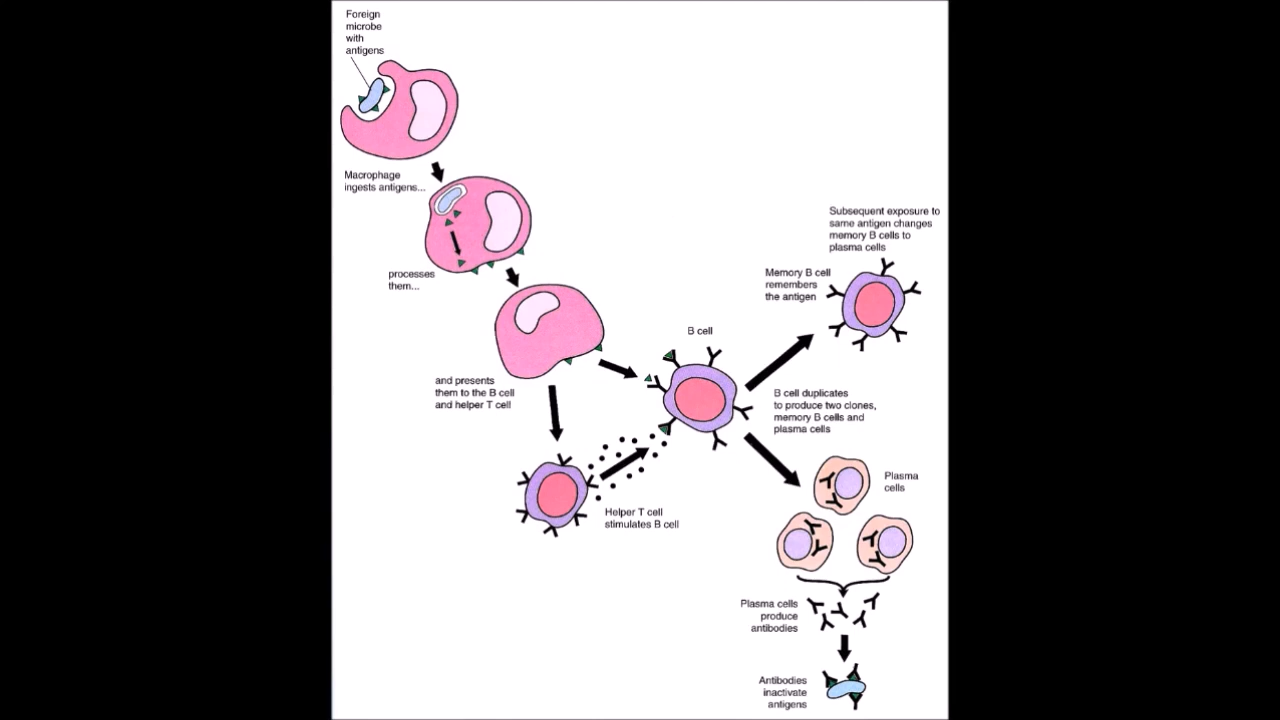 Foreign
microbe
with
antigens
Macrophage
ingests antigens...
processes
them...
and presents
them to the B cell
and helper T cell
Helper T cell
stimulates B cell
B cell
Subsequent exposure to
same antigen changes
memory B cells to
plasma cells
Memory B cell
remembers
the antigen
B cell duplicates
to produce two clones,
memory B cells and
plasma cells
Plasma
cells
Plasma cells
produce
antibodies
Antibodies
inactivate
antigens